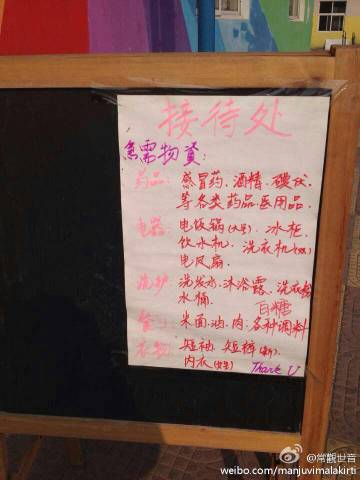 接待处
急需物資:
药品: 感冒药.酒精.碘伏.
等各类药品医用品.
电器: 电饭锅(大号).冰柜.
饮水机.洗衣机(大).
电风扇.
洗护 洗发水.沐浴露.洗衣粉
水桶.
白糖
食: 米面油.肉:各种调料
衣物: 短袖 短裤(新).
内衣(女号) Thank U
@常觀世音
weibo.com/manjuvimalakirti